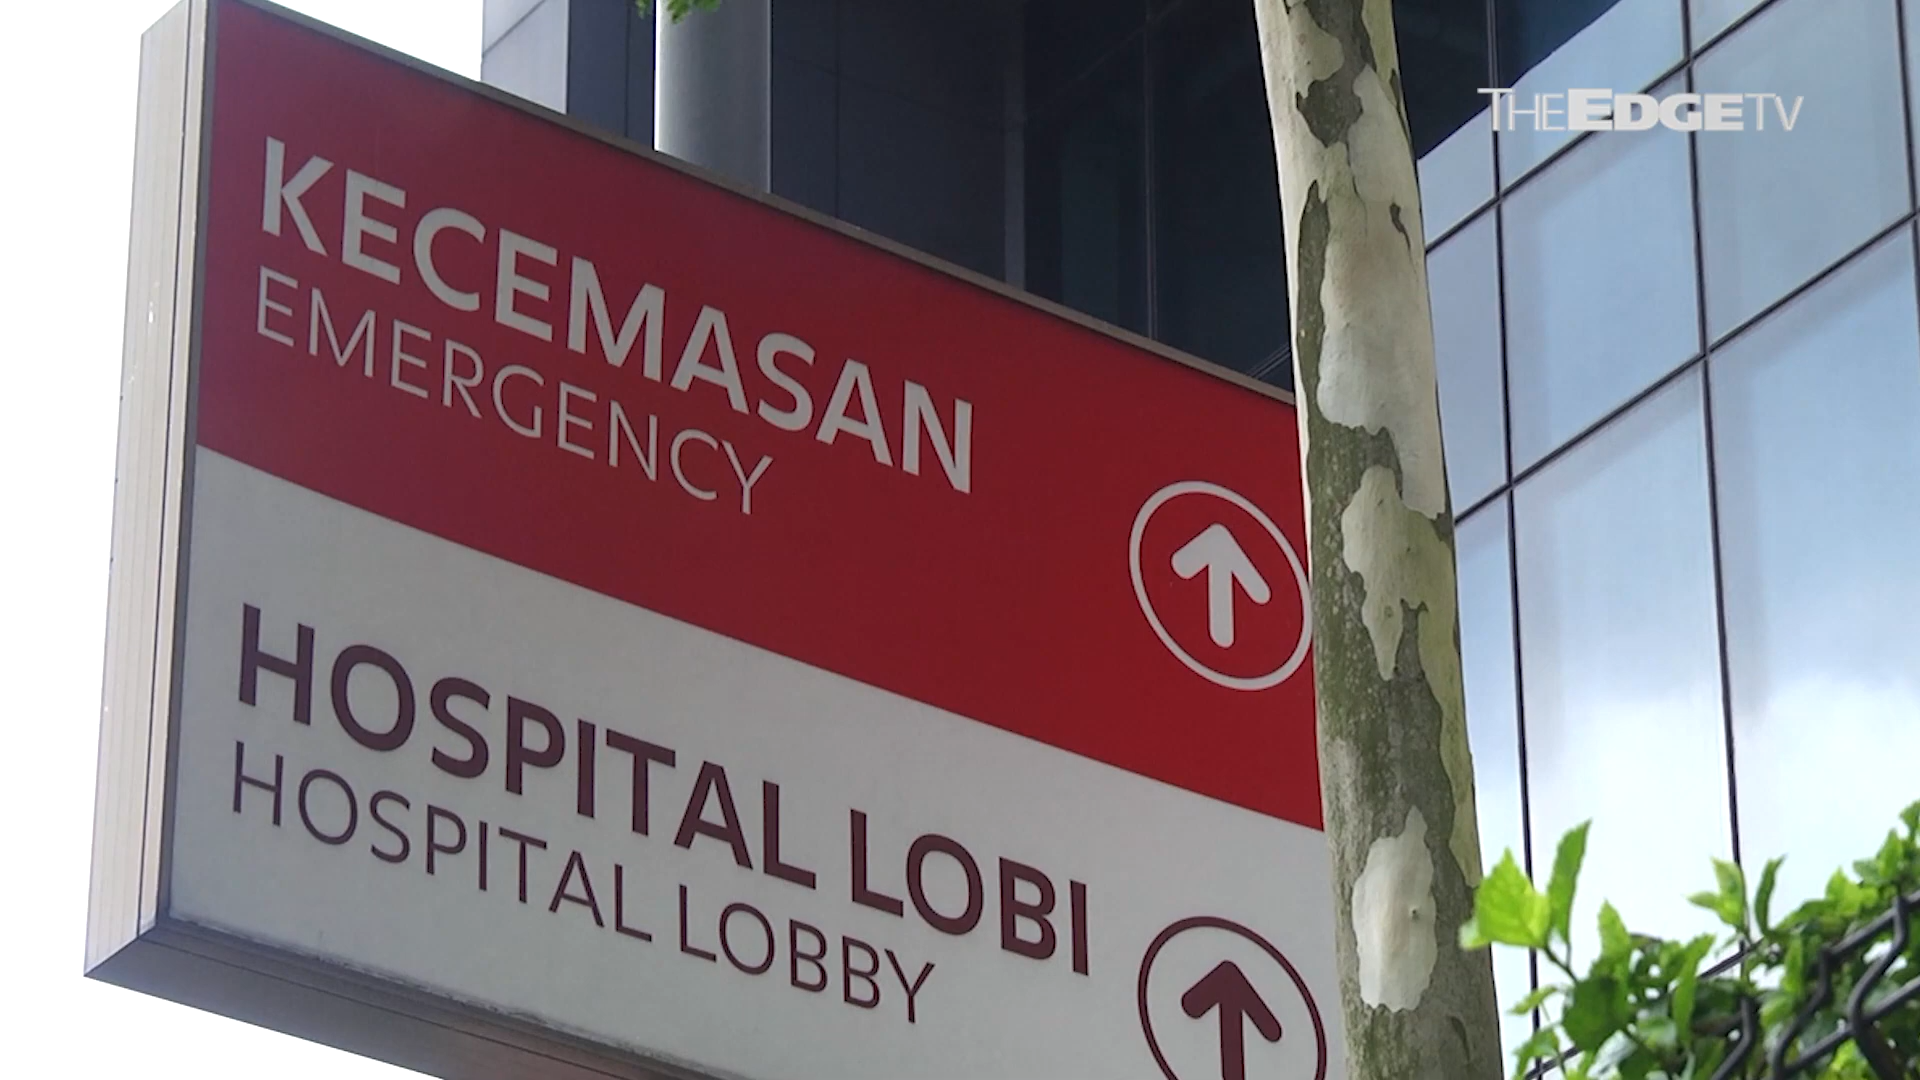 THEEDGETV
KECEMASAN
EMERGENCY
HOSPITAL LOBI
HOSPITAL LOBBY